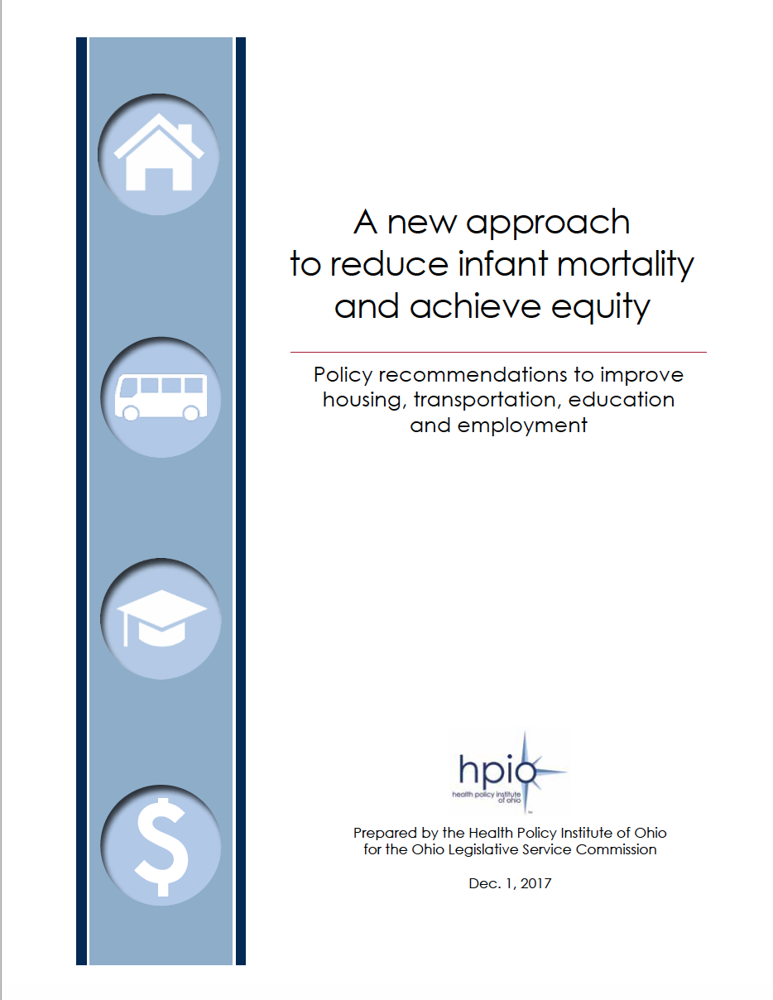 A new approach
to reduce infant mortality
and achieve equity
Policy recommendations to improve
housing, transportation, education
and employment
hpio
health policy institute
of ohio
Prepared by the Health Policy Institute of Ohio
for the Ohio Legislative Service Commission
Dec. 1, 2017
$